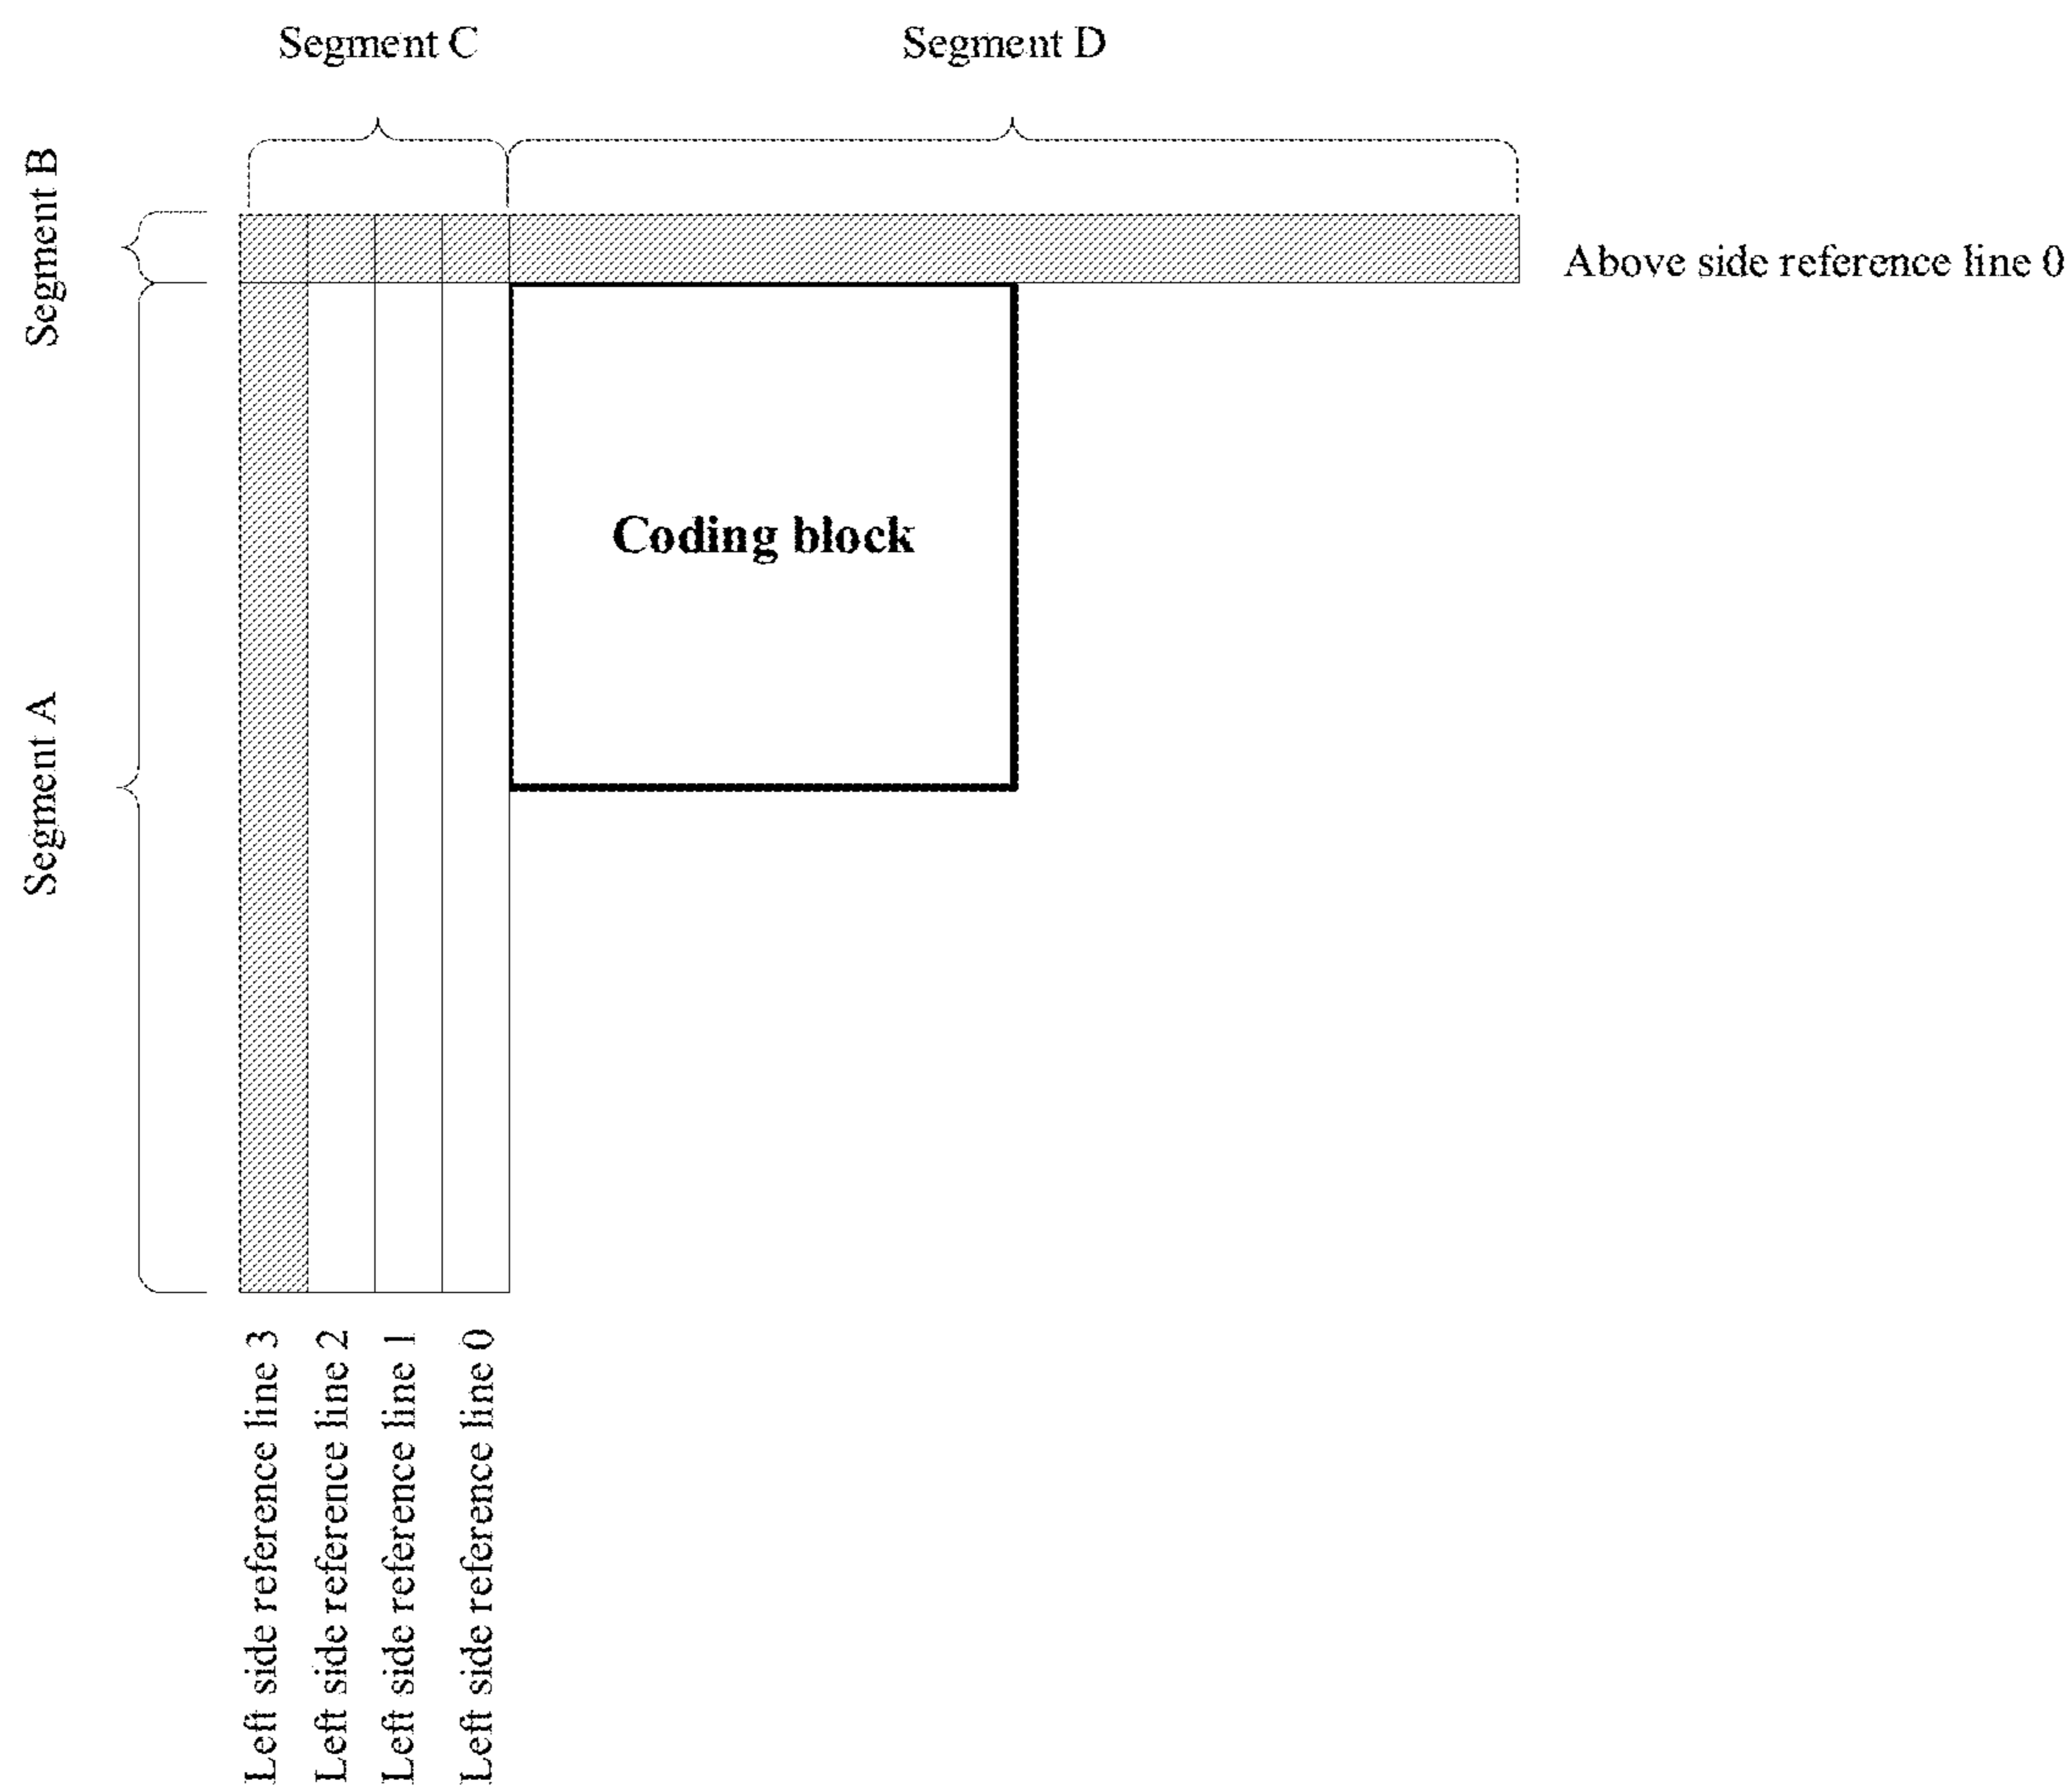 Segment C
Segment D
Segment B
Above side reference line 0
Coding block
Segment A
Left side reference line 3
Left side reference line 2
Left side reference line 1
Left side reference line 0